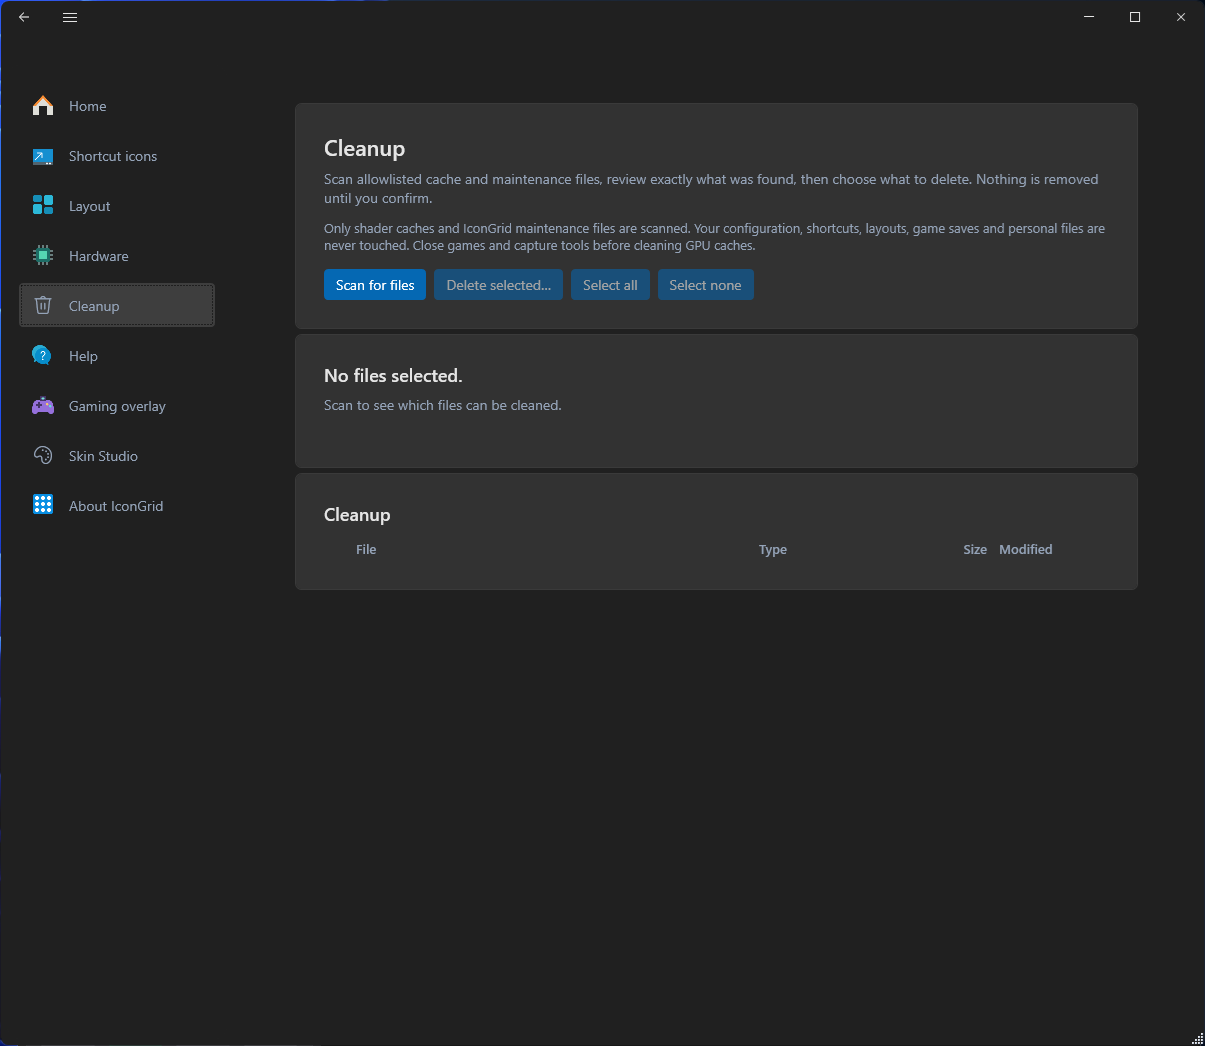 Home
Shortcut icons
Layout
Hardware
Cleanup
Help
Gaming overlay
Skin Studio
About IconGrid
Cleanup
Scan allowlisted cache and maintenance files, review exactly what was found, then choose what to delete. Nothing is removed
until you confirm.
Only shader caches and IconGrid maintenance files are scanned. Your configuration, shortcuts, layouts, game saves and personal files are
never touched. Close games and capture tools before cleaning GPU caches.
Scan for files Delete selected... Select all Select none
No files selected.
Scan to see which files can be cleaned.
Cleanup
File Type Size Modified